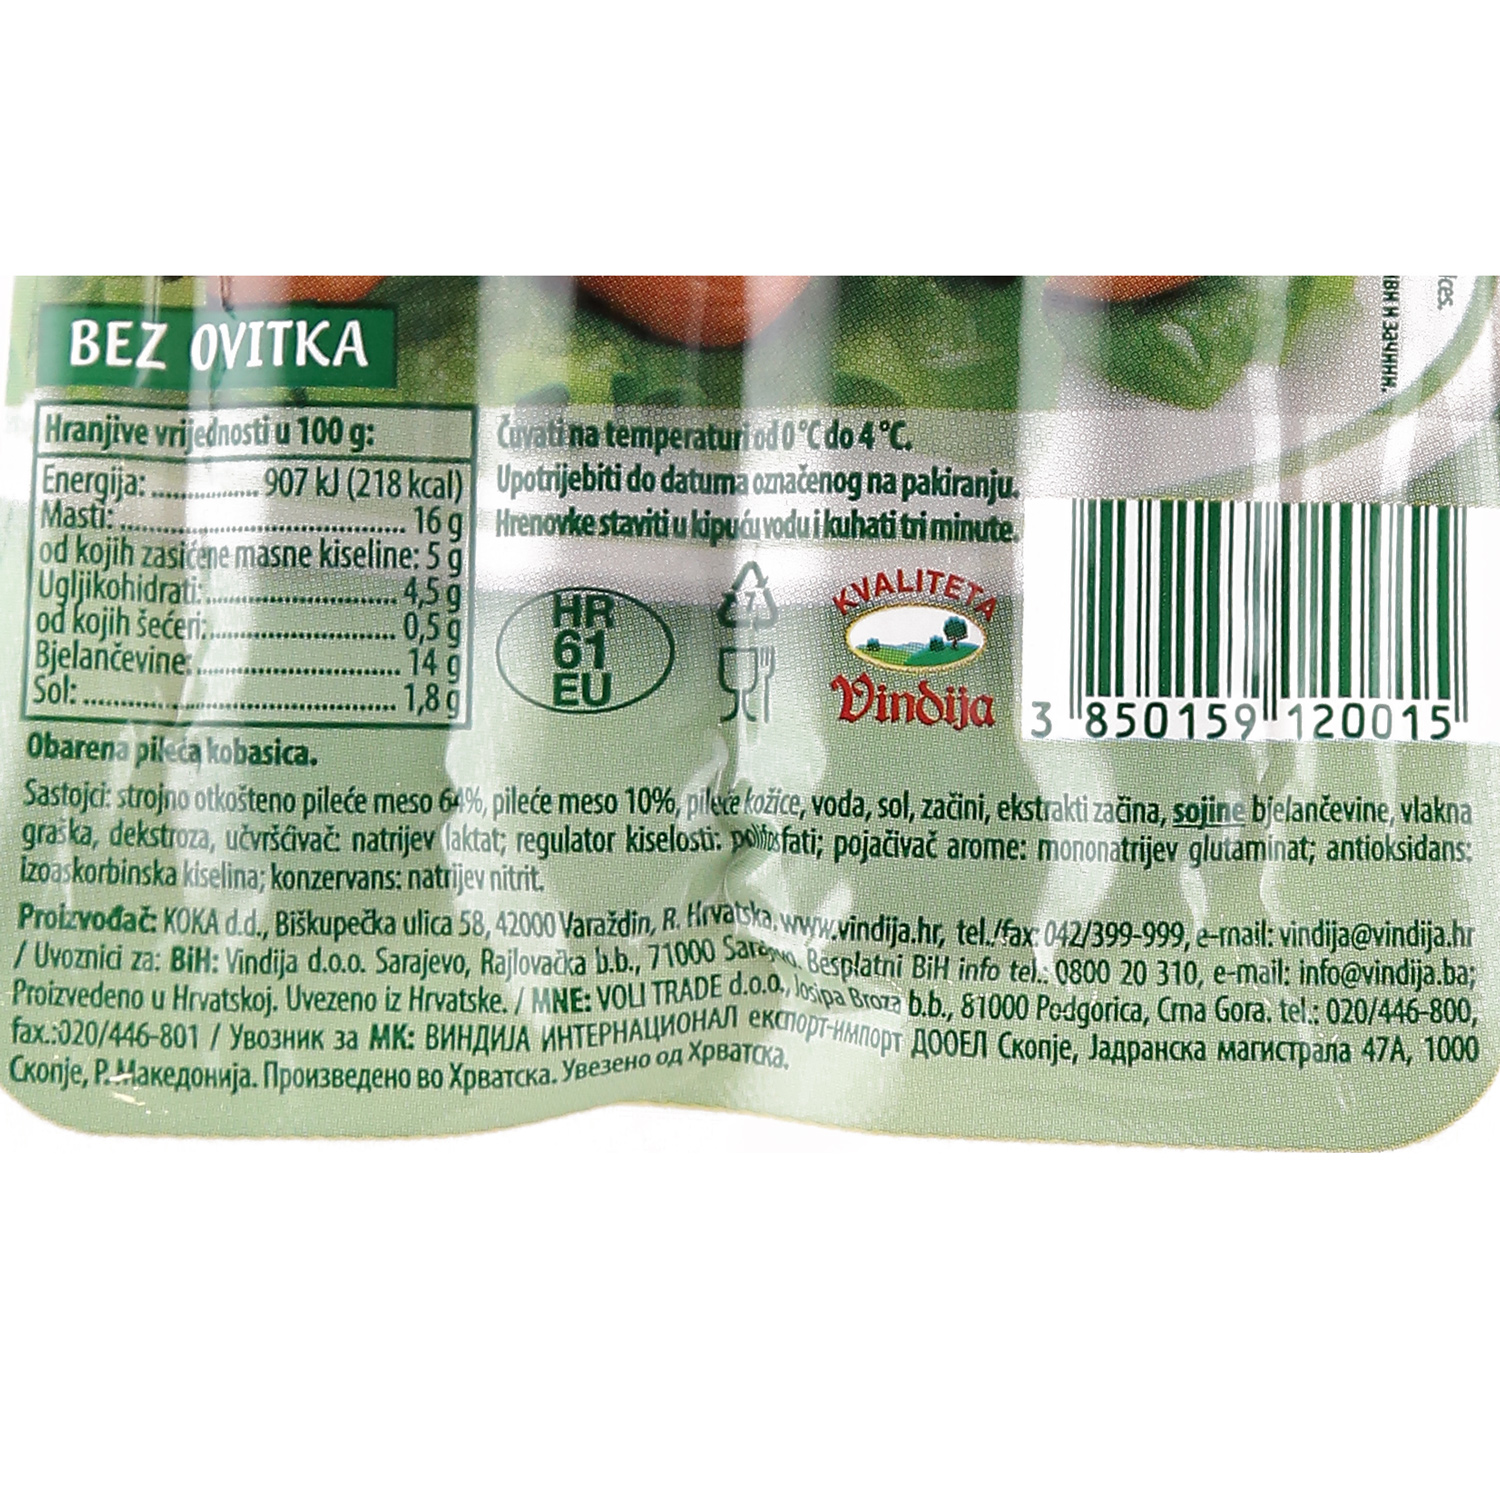 BEZ OVITKA
Hranjive vrijednosti u 100 g:
Energija: ................ 907 kJ (218 kcal)
Masti: ........................................ 16 g
od kojih zasićene masne kiseline: 5 g
Ugljikohidrati: ........................... 4,5 g
od kojih šećeri: .......................... 0,5 g
Bjelančevine: ............................ 14 g
Sol: ............................................ 1,8 g
Čuvati na temperaturi od 0 °C do 4 °C.
Upotrijebiti do datuma označenog na pakiranju.
Hrenovke staviti u kipuću vodu i kuhati tri minute.
HR
61
EU
7
KVALITETA
Vindija
ces.
зачини.
3 850159 120015
Obarena pileća kobasica.
Sastojci: strojno otkošteno pileće meso 64%, pileće meso 10%, pileće kožice, voda, sol, začini, ekstrakti začina, sojine bjelančevine, vlakna
graška, dekstroza, učvršćivač: natrijev laktat; regulator kiselosti: polifosfati; pojačivač arome: mononatrijev glutaminat; antioksidans:
izoaskorbinska kiselina; konzervans: natrijev nitrit.
Proizvođač: KOKA d.d., Biškupečka ulica 58, 42000 Varaždin, R. Hrvatska, www.vindija.hr, tel./fax: 042/399-999, e-mail: vindija@vindija.hr
/ Uvoznici za: BiH: Vindija d.o.o. Sarajevo, Rajlovačka b.b., 71000 Sarajevo. Besplatni BiH info tel.: 0800 20 310, e-mail: info@vindija.ba;
Proizvedeno u Hrvatskoj. Uvezeno iz Hrvatske. / MNE: VOLI TRADE d.o.o., Josipa Broza b.b., 81000 Podgorica, Crna Gora. tel.: 020/446-800,
fax.:020/446-801 / Увозник за МК: ВИНДИЈА ИНТЕРНАЦИОНАЛ експорт-импорт ДООЕЛ Скопје, Јадранска магистрала 47А, 1000
Скопје, Р. Македонија. Произведено во Хрватска. Увезено од Хрватска.